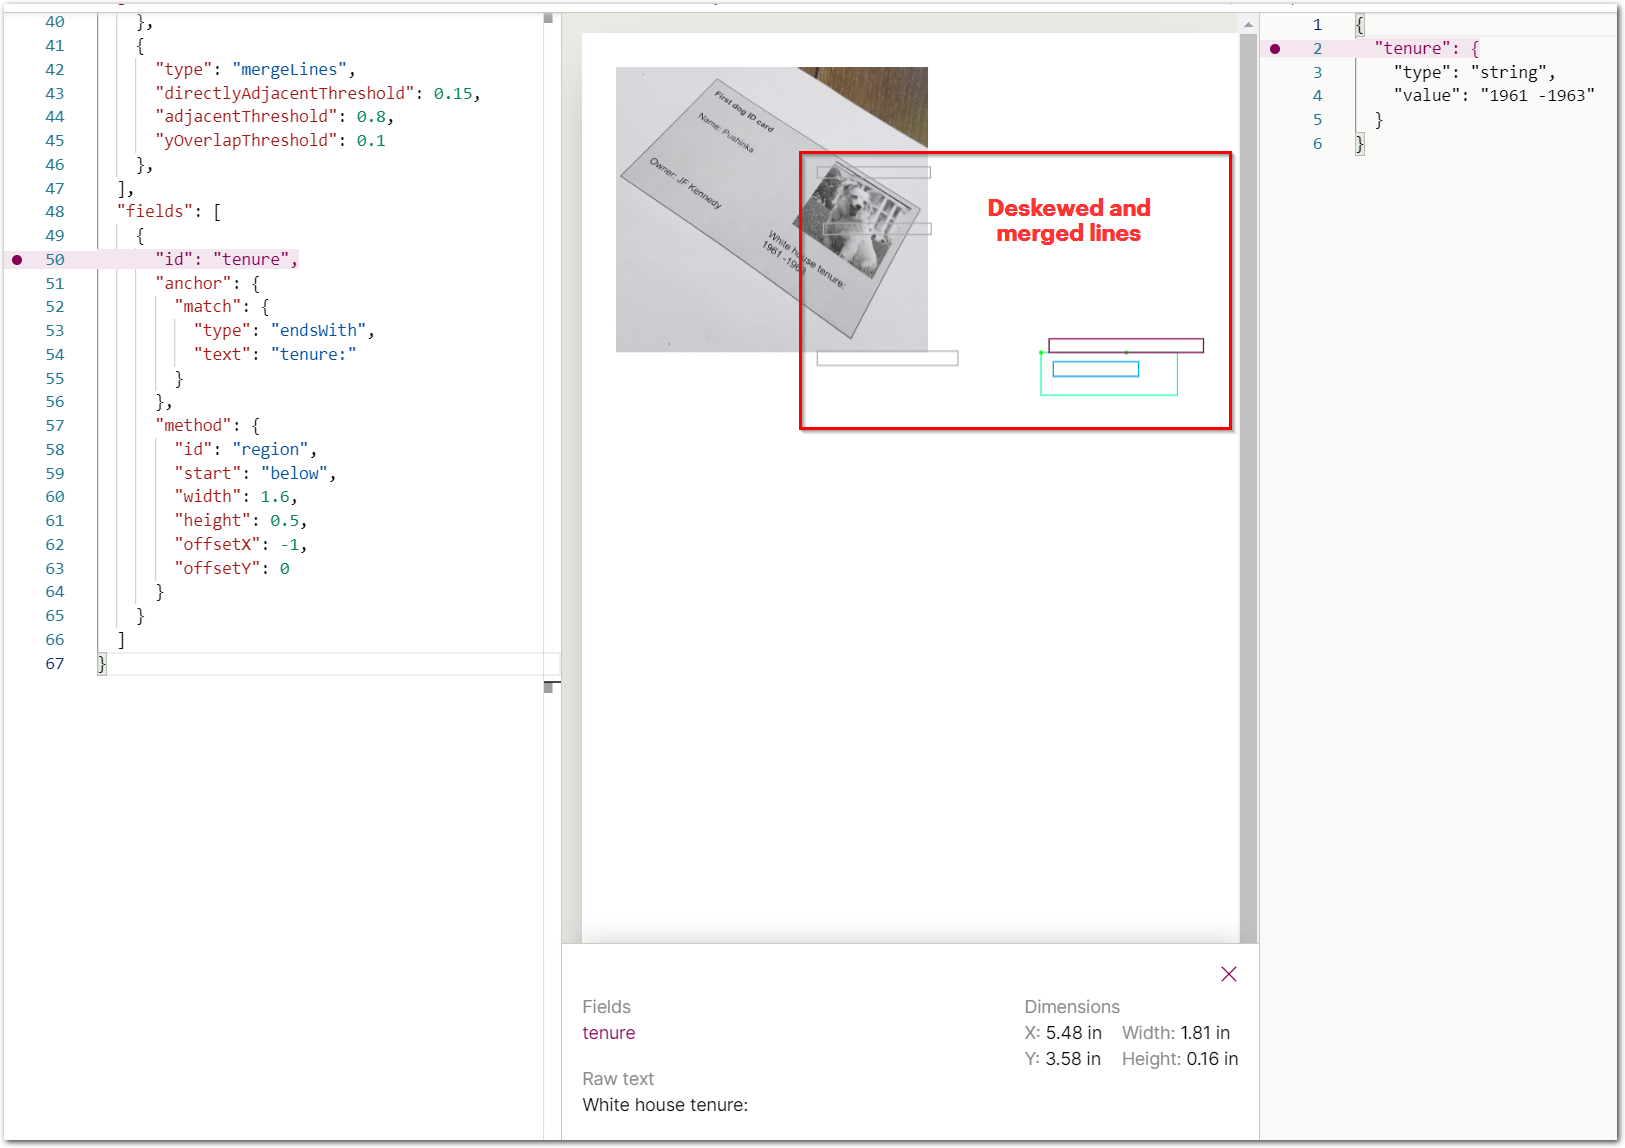 40 },
41 {
42 "type": "mergeLines",
43 "directlyAdjacentThreshold": 0.15,
44 "adjacentThreshold": 0.8,
45 "yOverlapThreshold": 0.1
46 },
47 ],
48 "fields": [
49 {
50 "id": "tenure",
51 "anchor": {
52 "match": {
53 "type": "endsWith",
54 "text": "tenure:"
55 }
56 },
57 "method": {
58 "id": "region",
59 "start": "below",
60 "width": 1.6,
61 "height": 0.5,
62 "offsetX": -1,
63 "offsetY": 0
64 }
65 }
66 ]
67 }
First dog ID card
Name: Pushinka
Owner: JF Kennedy
White house tenure:
1961 -1963
Deskewed and
merged lines
Fields
tenure
Raw text
White house tenure:
Dimensions
X: 5.48 in Width: 1.81 in
Y: 3.58 in Height: 0.16 in
1 {
2 "tenure": {
3 "type": "string",
4 "value": "1961 -1963"
5 }
6 }